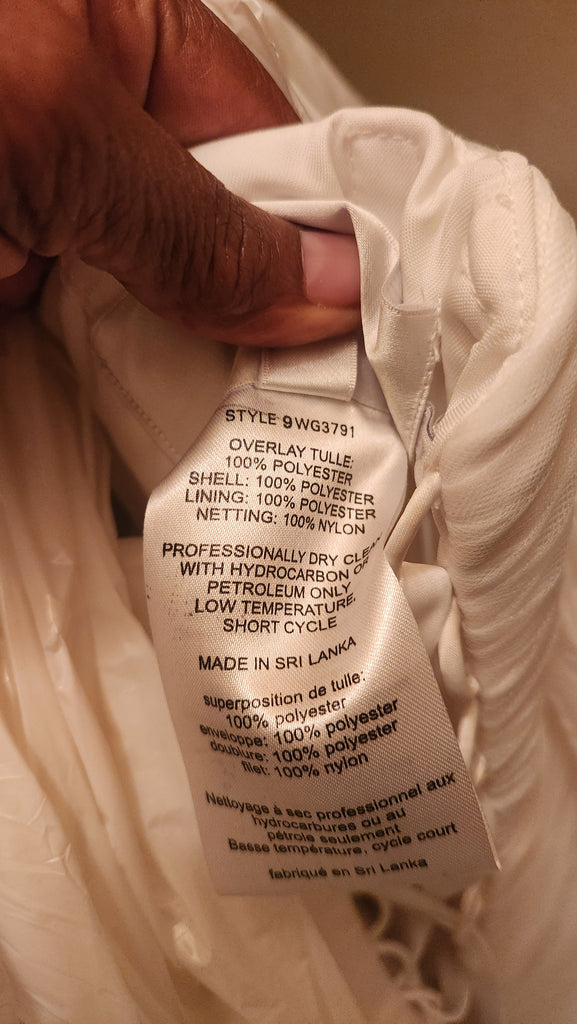 STYLE 9WG3791
OVERLAY TULLE:
100% POLYESTER
SHELL: 100% POLYESTER
LINING: 100% POLYESTER
NETTING: 100% NYLON
PROFESSIONALLY DRY CLEAN
WITH HYDROCARBON OR
PETROLEUM ONLY
LOW TEMPERATURE,
SHORT CYCLE
MADE IN SRI LANKA
superposition de tulle:
100% polyester
enveloppe: 100% polyester
doublure: 100% polyester
filet: 100% nylon
Nettoyage à sec professionnel aux
hydrocarbures ou au
pétrole seulement
Basse température, cycle court
fabriqué en Sri Lanka